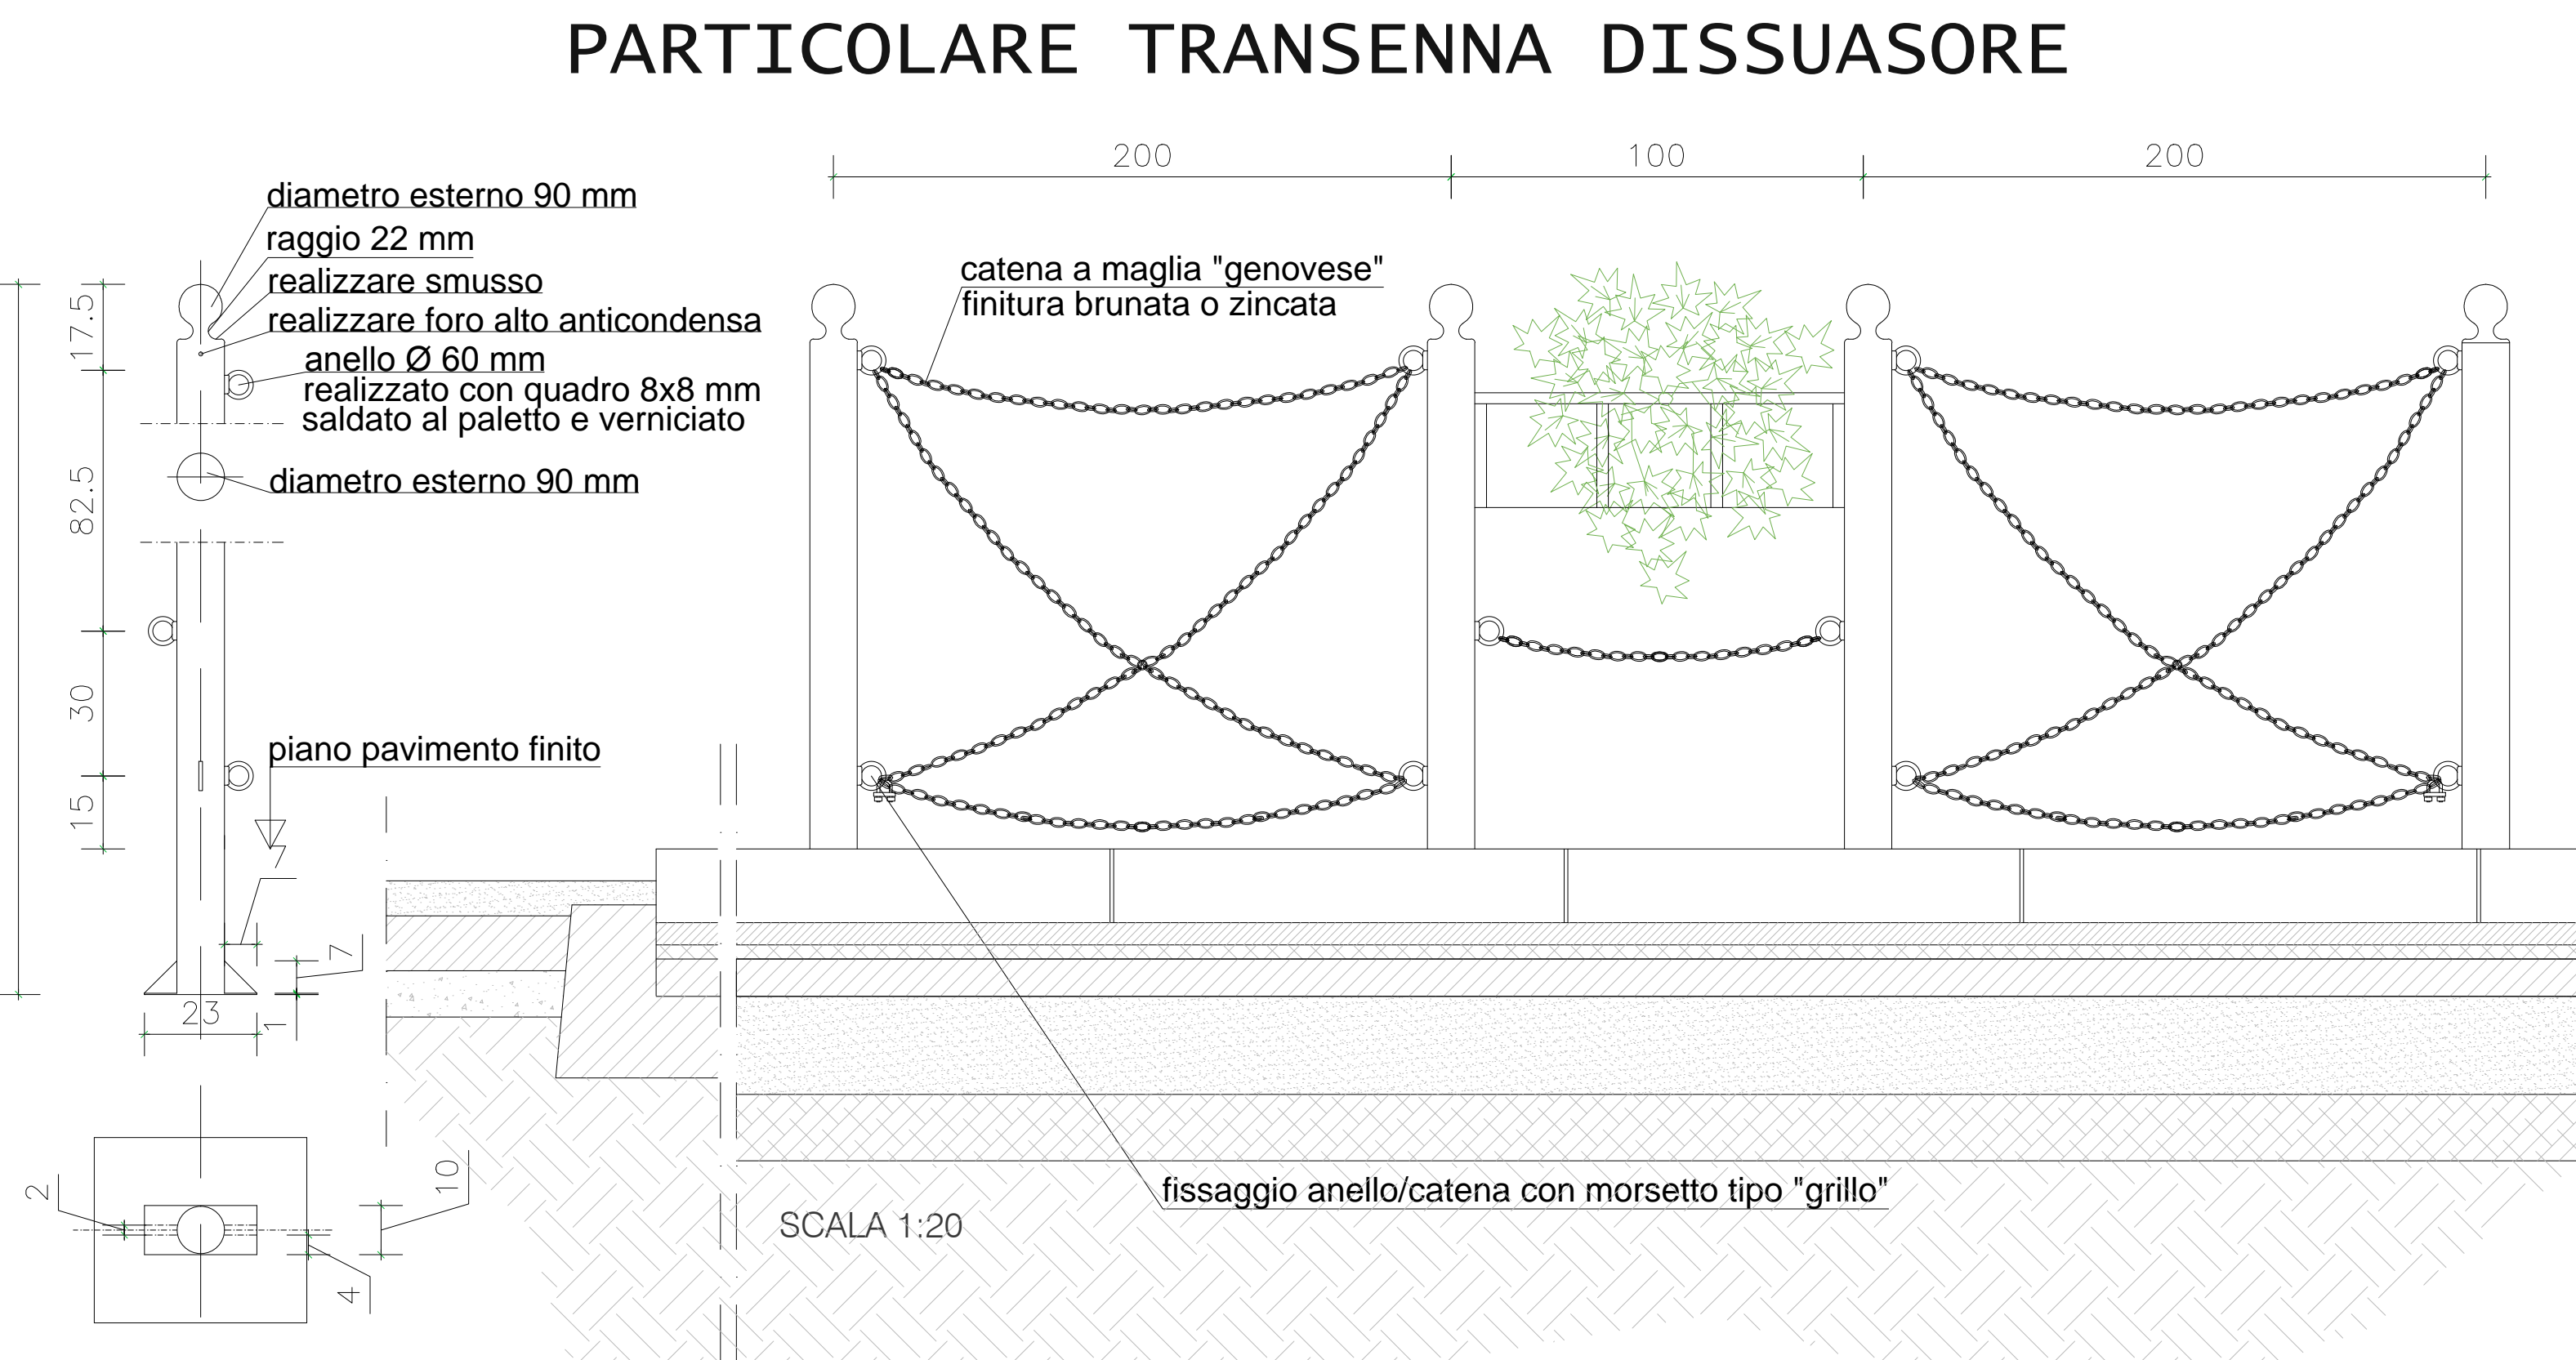 PARTICOLARE TRANSENNA DISSUASORE
200
100
200
diametro esterno 90 mm
raggio 22 mm
realizzare smusso
realizzare foro alto anticondensa
anello Ø 60 mm
realizzato con quadro 8x8 mm
saldato al paletto e verniciato
diametro esterno 90 mm
17.5
82.5
30
15
piano pavimento finito
7
7
23
1
2
10
4
catena a maglia "genovese"
finitura brunata o zincata
fissaggio anello/catena con morsetto tipo "grillo"
SCALA 1:20